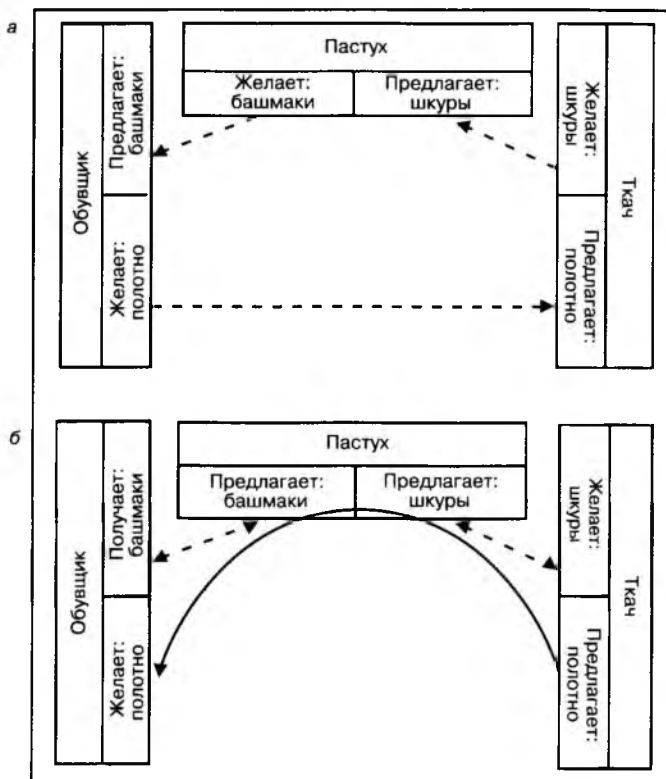 а
Пастух
Желает:
башмаки
Предлагает:
шкуры
Обувщик
Предлагает:
башмаки
Желает:
полотно
Желает:
шкуры
Предлагает:
полотно
Ткач
б
Пастух
Предлагает:
башмаки
Предлагает:
шкуры
Обувщик
Получает:
башмаки
Желает:
полотно
Желает:
шкуры
Предлагает:
полотно
Ткач